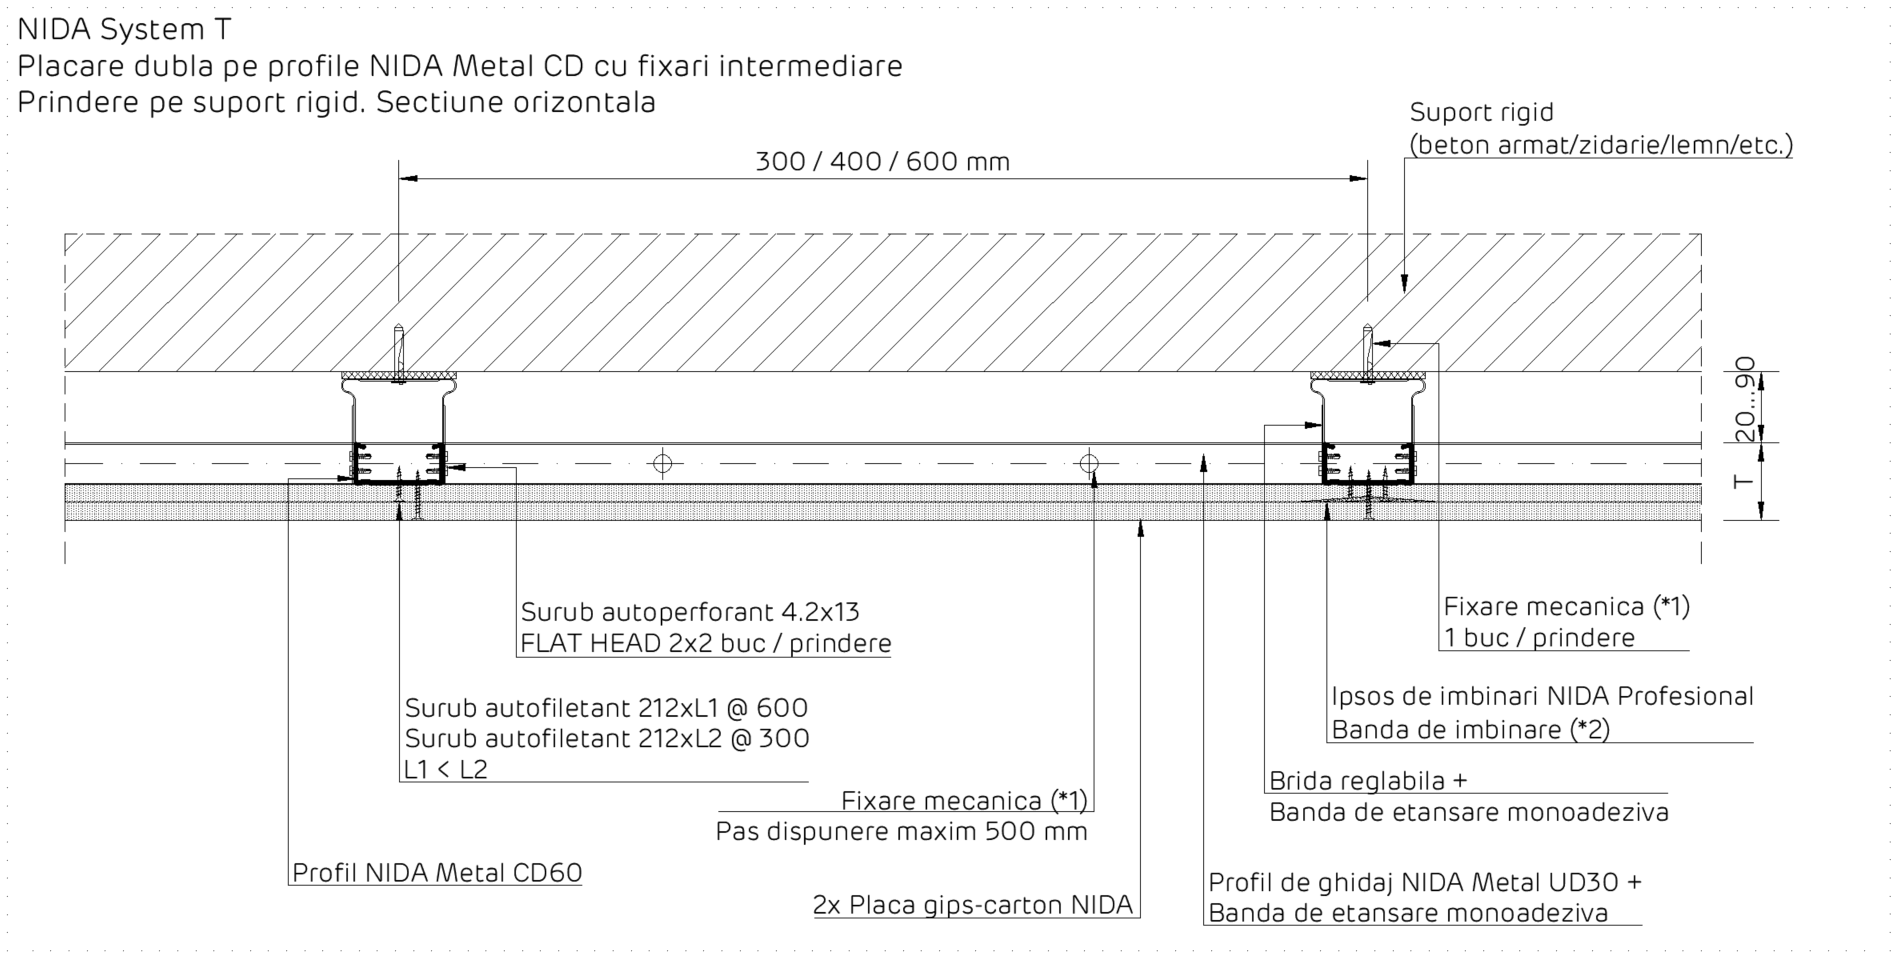 NIDA System T
Placare dubla pe profile NIDA Metal CD cu fixari intermediare
Prindere pe suport rigid. Sectiune orizontala
Suport rigid
(beton armat/zidarie/lemn/etc.)
300 / 400 / 600 mm
20...90
T
Surub autoperforant 4.2x13
FLAT HEAD 2x2 buc / prindere
Fixare mecanica (*1)
1 buc / prindere
Surub autofiletant 212xL1 @ 600
Surub autofiletant 212xL2 @ 300
L1 < L2
Ipsos de imbinari NIDA Profesional
Banda de imbinare (*2)
Brida reglabila +
Banda de etansare monoadeziva
Fixare mecanica (*1)
Pas dispunere maxim 500 mm
Profil NIDA Metal CD60
2x Placa gips-carton NIDA
Profil de ghidaj NIDA Metal UD30 +
Banda de etansare monoadeziva